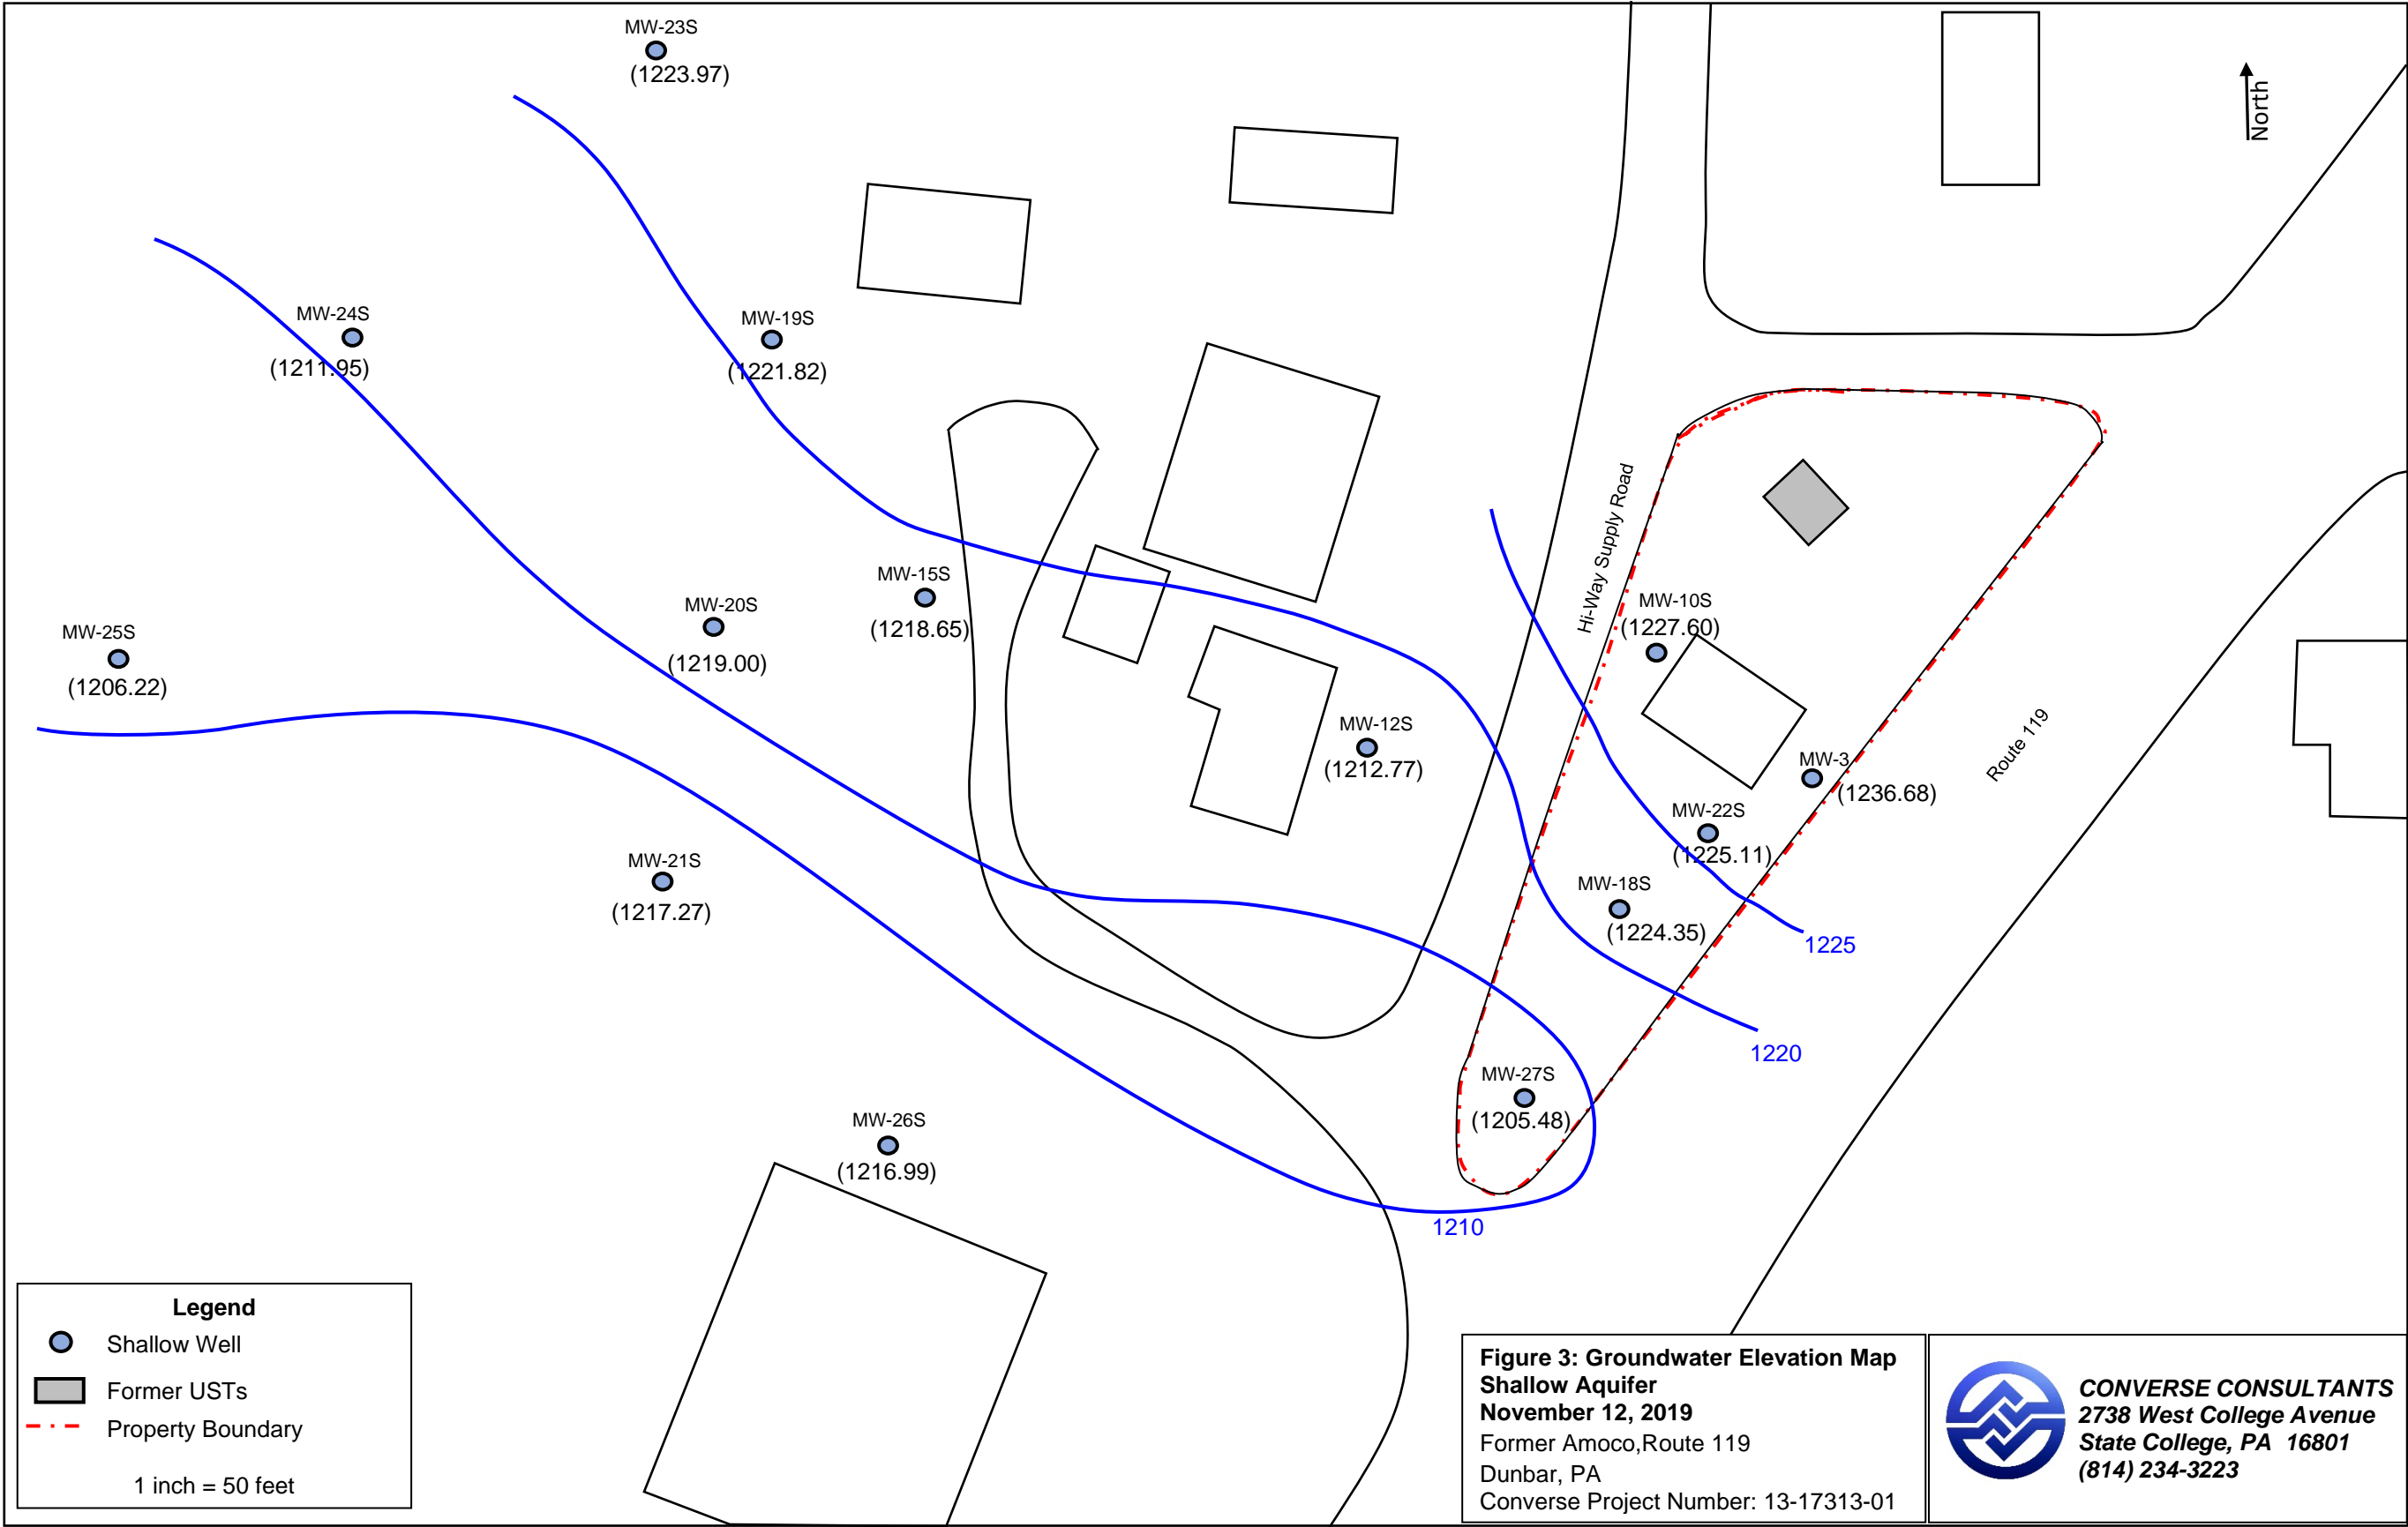 MW-23S
(1223.97)
North
MW-24S
(1211.95)
MW-19S
(1221.82)
Hi-Way Supply Road
MW-15S
(1218.65)
MW-20S
(1219.00)
MW-10S
(1227.60)
MW-25S
(1206.22)
MW-12S
(1212.77)
MW-3
(1236.68)
Route 119
MW-22S
(1225.11)
MW-21S
(1217.27)
MW-18S
(1224.35)
1225
1220
MW-27S
(1205.48)
MW-26S
(1216.99)
1210
Legend
Shallow Well
Former USTs
Property Boundary
1 inch = 50 feet
Figure 3: Groundwater Elevation Map
Shallow Aquifer
November 12, 2019
Former Amoco,Route 119
Dunbar, PA
Converse Project Number: 13-17313-01
CONVERSE CONSULTANTS
2738 West College Avenue
State College, PA 16801
(814) 234-3223